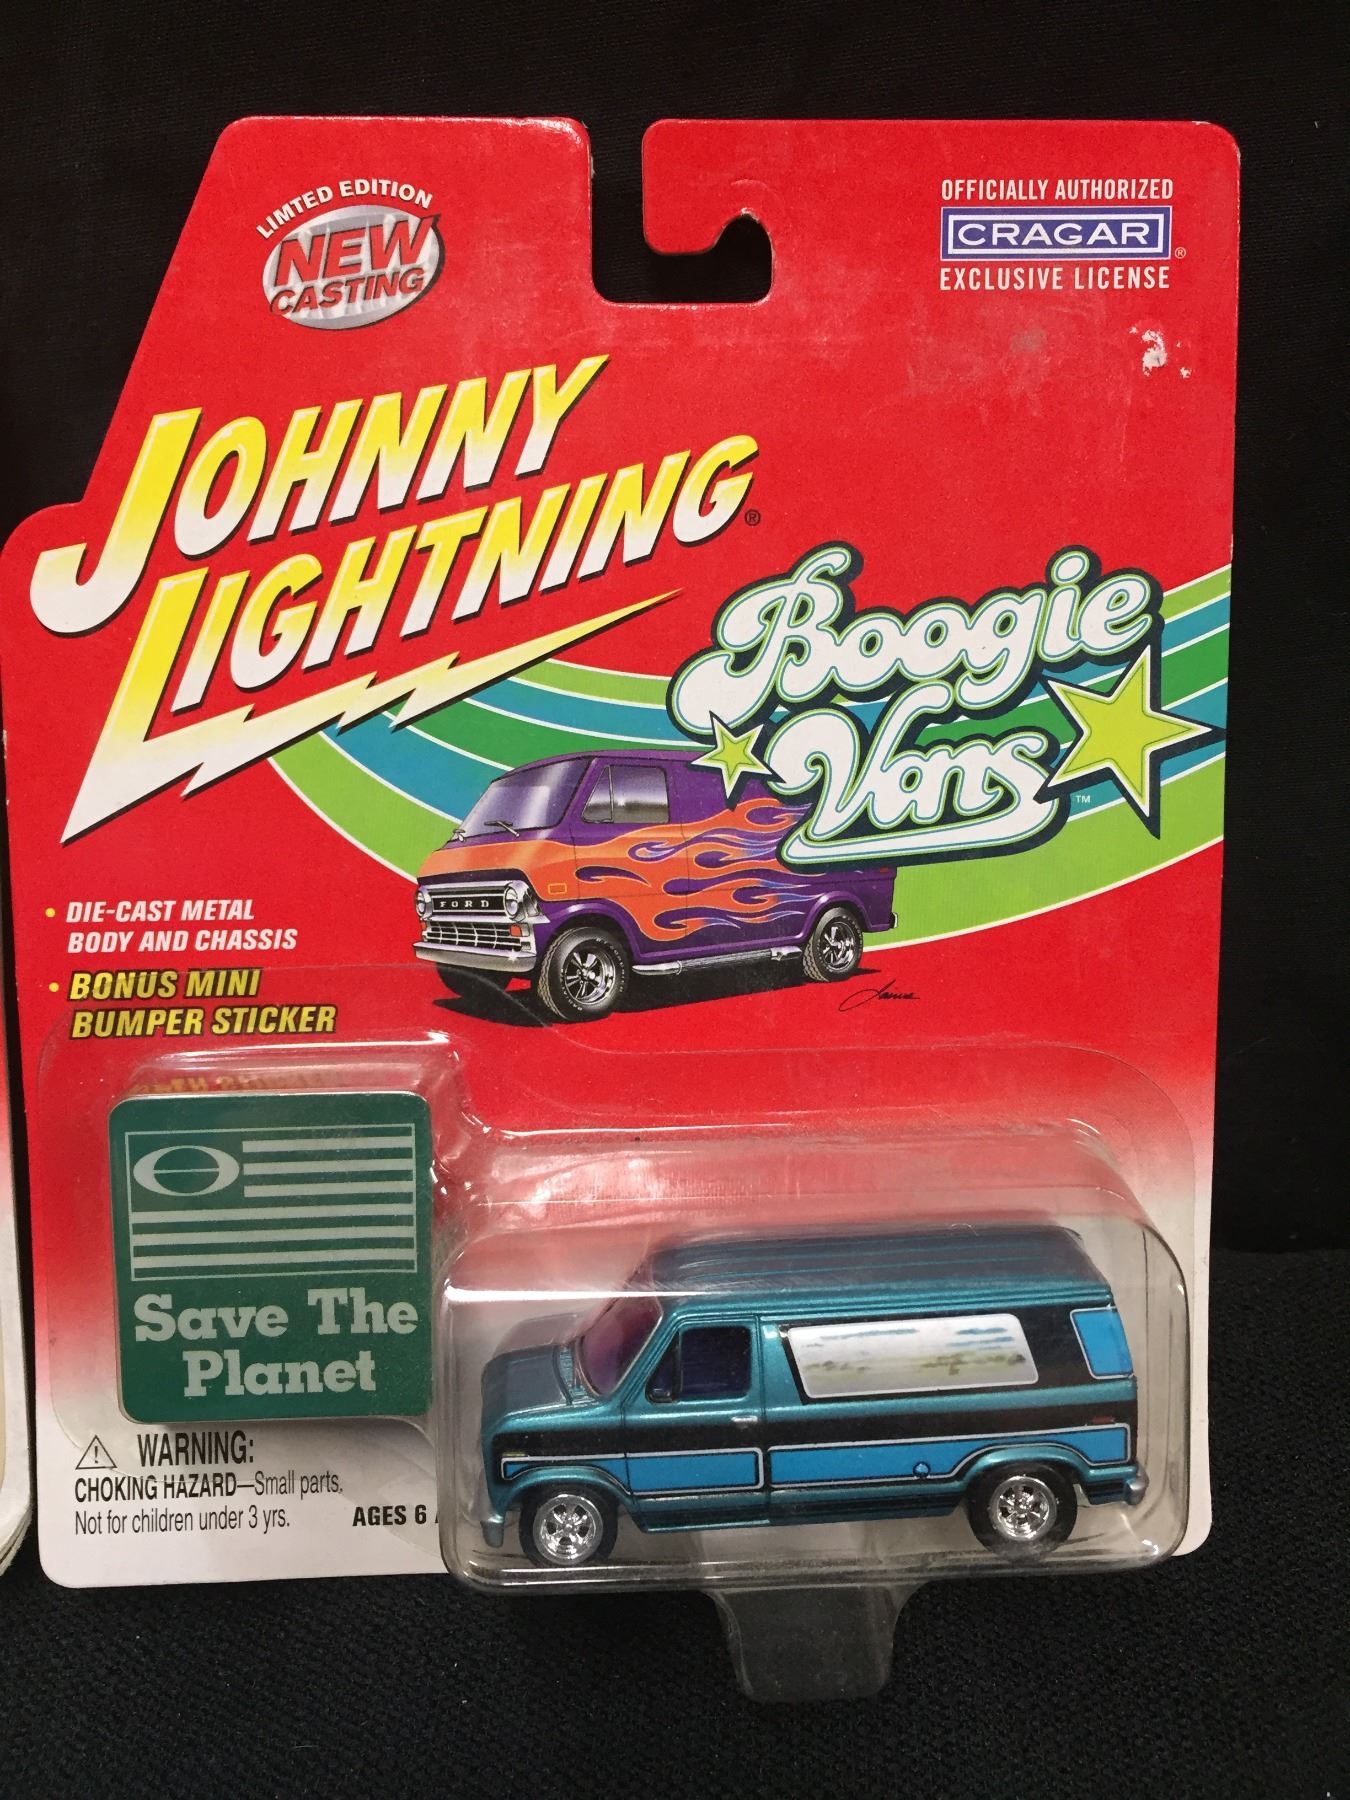 LIMTED EDITION
NEW
CASTING
OFFICIALLY AUTHORIZED
CRAGAR®
EXCLUSIVE LICENSE
JOHNNY
LIGHTNING®
Boogie
Vans™
• DIE-CAST METAL
BODY AND CHASSIS
• BONUS MINI
BUMPER STICKER
FORD
Save The
Planet
WARNING:
CHOKING HAZARD—Small parts.
Not for children under 3 yrs.
AGES 6